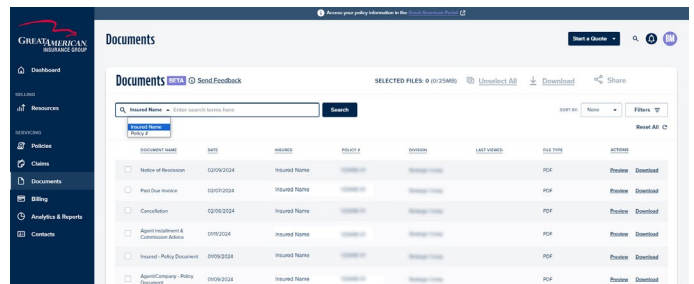 Access your policy information in the Great American Portal
GREATAMERICAN
INSURANCE GROUP
Dashboard
SELLING
Resources
SERVICING
Policies
Claims
Documents
Billing
Analytics & Reports
Contacts
Documents
Start a Quote
BM
Documents BETA Send Feedback
SELECTED FILES: 0 (0/25MB) Unselect All Download Share
Insured Name Enter search terms here Search
SORT BY: None Filters
Insured Name
Policy #
Reset All
DOCUMENT NAME DATE INSURED POLICY # DIVISION LAST VIEWED FILE TYPE ACTIONS
Notice of Rescission 02/09/2024 Insured Name PDF Preview Download
Past Due Invoice 02/07/2024 Insured Name PDF Preview Download
Cancellation 02/06/2024 Insured Name PDF Preview Download
Agent Installment &
Commission Advice 01/11/2024 Insured Name PDF Preview Download
Insured - Policy Document 01/09/2024 Insured Name PDF Preview Download
AgentCompany - Policy
Document 01/09/2024 Insured Name PDF Preview Download